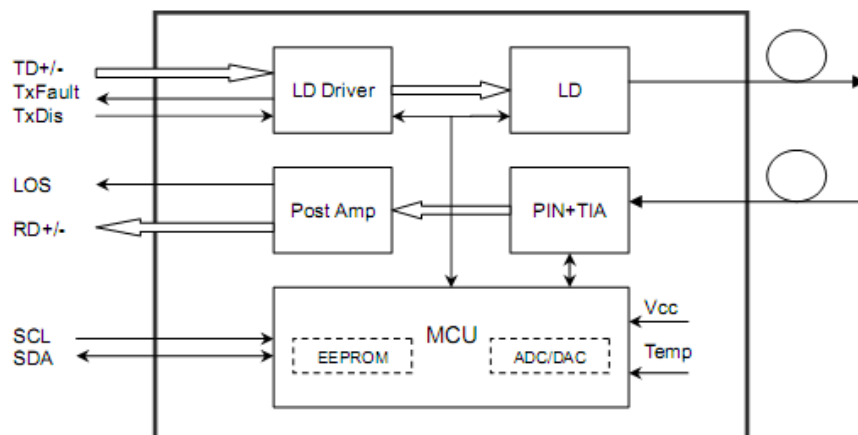 TD+/-
TxFault
TxDis
LD Driver
LD
LOS
RD+/-
Post Amp
PIN+TIA
SCL
SDA
MCU
EEPROM
ADC/DAC
Vcc
Temp